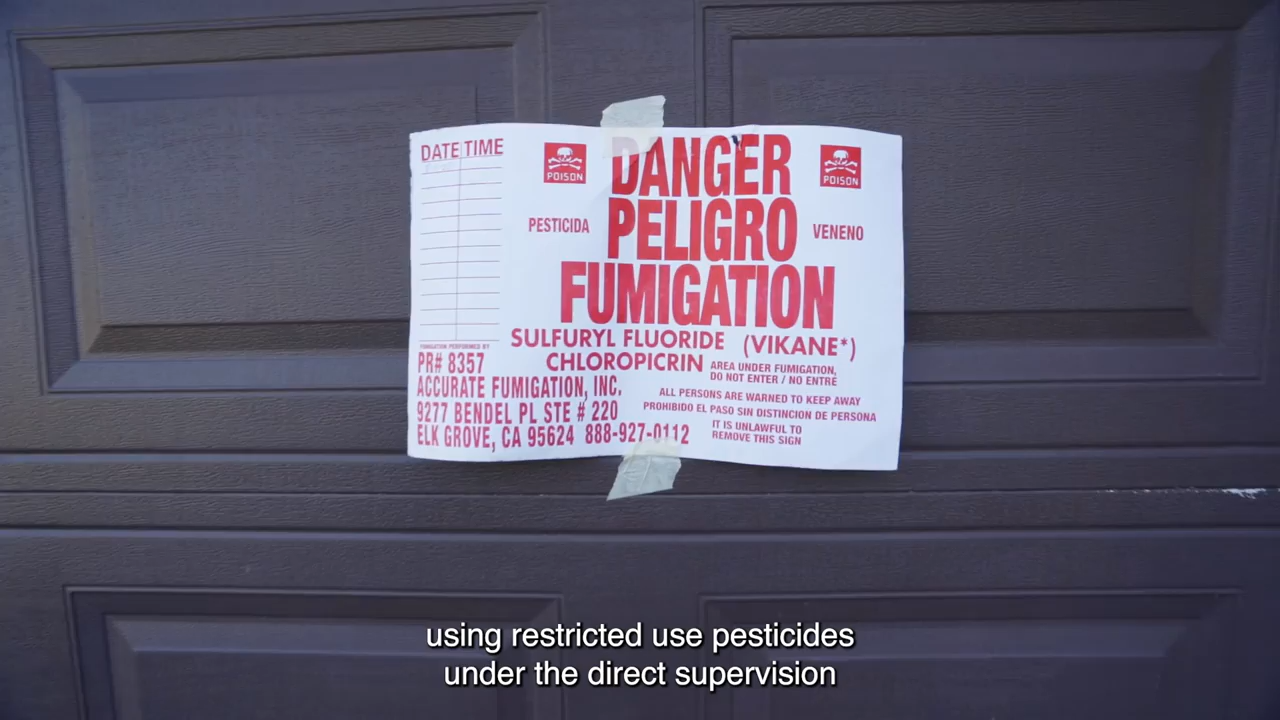 DATE TIME
POISON
DANGER
POISON
PESTICIDA
PELIGRO
VENENO
FUMIGATION
SULFURYL FLUORIDE (VIKANE*)
CHLOROPICRIN
AREA UNDER FUMIGATION,
DO NOT ENTER / NO ENTRE
FUMIGATION PERFORMED BY
PR# 8357
ACCURATE FUMIGATION, INC.
9277 BENDEL PL STE # 220
ELK GROVE, CA 95624 888-927-0112
ALL PERSONS ARE WARNED TO KEEP AWAY
PROHIBIDO EL PASO SIN DISTINCION DE PERSONA
IT IS UNLAWFUL TO
REMOVE THIS SIGN
using restricted use pesticides
under the direct supervision